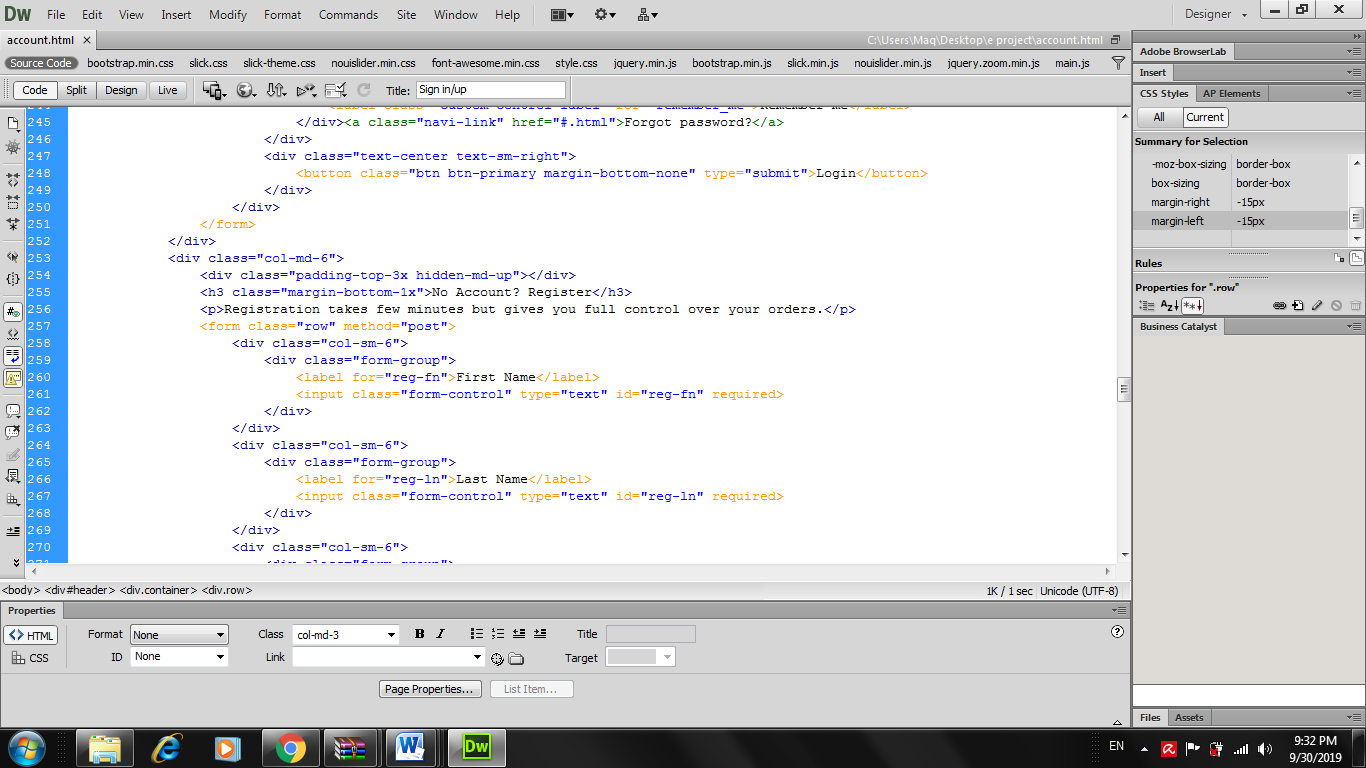 Dw File Edit View Insert Modify Format Commands Site Window Help Designer
account.html C:\Users\Maq\Desktop\e project\account.html
Source Code bootstrap.min.css slick.css slick-theme.css nouislider.min.css font-awesome.min.css style.css jquery.min.js bootstrap.min.js slick.min.js nouislider.min.js jquery.zoom.min.js main.js
Code Split Design Live Title: Sign in/up
245 </div><a class="navi-link" href="#.html">Forgot password?</a>
246 </div>
247 <div class="text-center text-sm-right">
248 <button class="btn btn-primary margin-bottom-none" type="submit">Login</button>
249 </div>
250 </div>
251 </form>
252 </div>
253 <div class="col-md-6">
254 <div class="padding-top-3x hidden-md-up"></div>
255 <h3 class="margin-bottom-1x">No Account? Register</h3>
256 <p>Registration takes few minutes but gives you full control over your orders.</p>
257 <form class="row" method="post">
258 <div class="col-sm-6">
259 <div class="form-group">
260 <label for="reg-fn">First Name</label>
261 <input class="form-control" type="text" id="reg-fn" required>
262 </div>
263 </div>
264 <div class="col-sm-6">
265 <div class="form-group">
266 <label for="reg-ln">Last Name</label>
267 <input class="form-control" type="text" id="reg-ln" required>
268 </div>
269 </div>
270 <div class="col-sm-6">
<body> <div#header> <div.container> <div.row> 1K / 1 sec Unicode (UTF-8)
Properties
HTML Format None Class col-md-3 B I Title
CSS ID None Link Target
Page Properties... List Item...
Adobe BrowserLab
Insert
CSS Styles AP Elements
All Current
Summary for Selection
-moz-box-sizing border-box
box-sizing border-box
margin-right -15px
margin-left -15px
Rules
Properties for ".row"
Business Catalyst
Files Assets
Dw EN 9:32 PM
9/30/2019